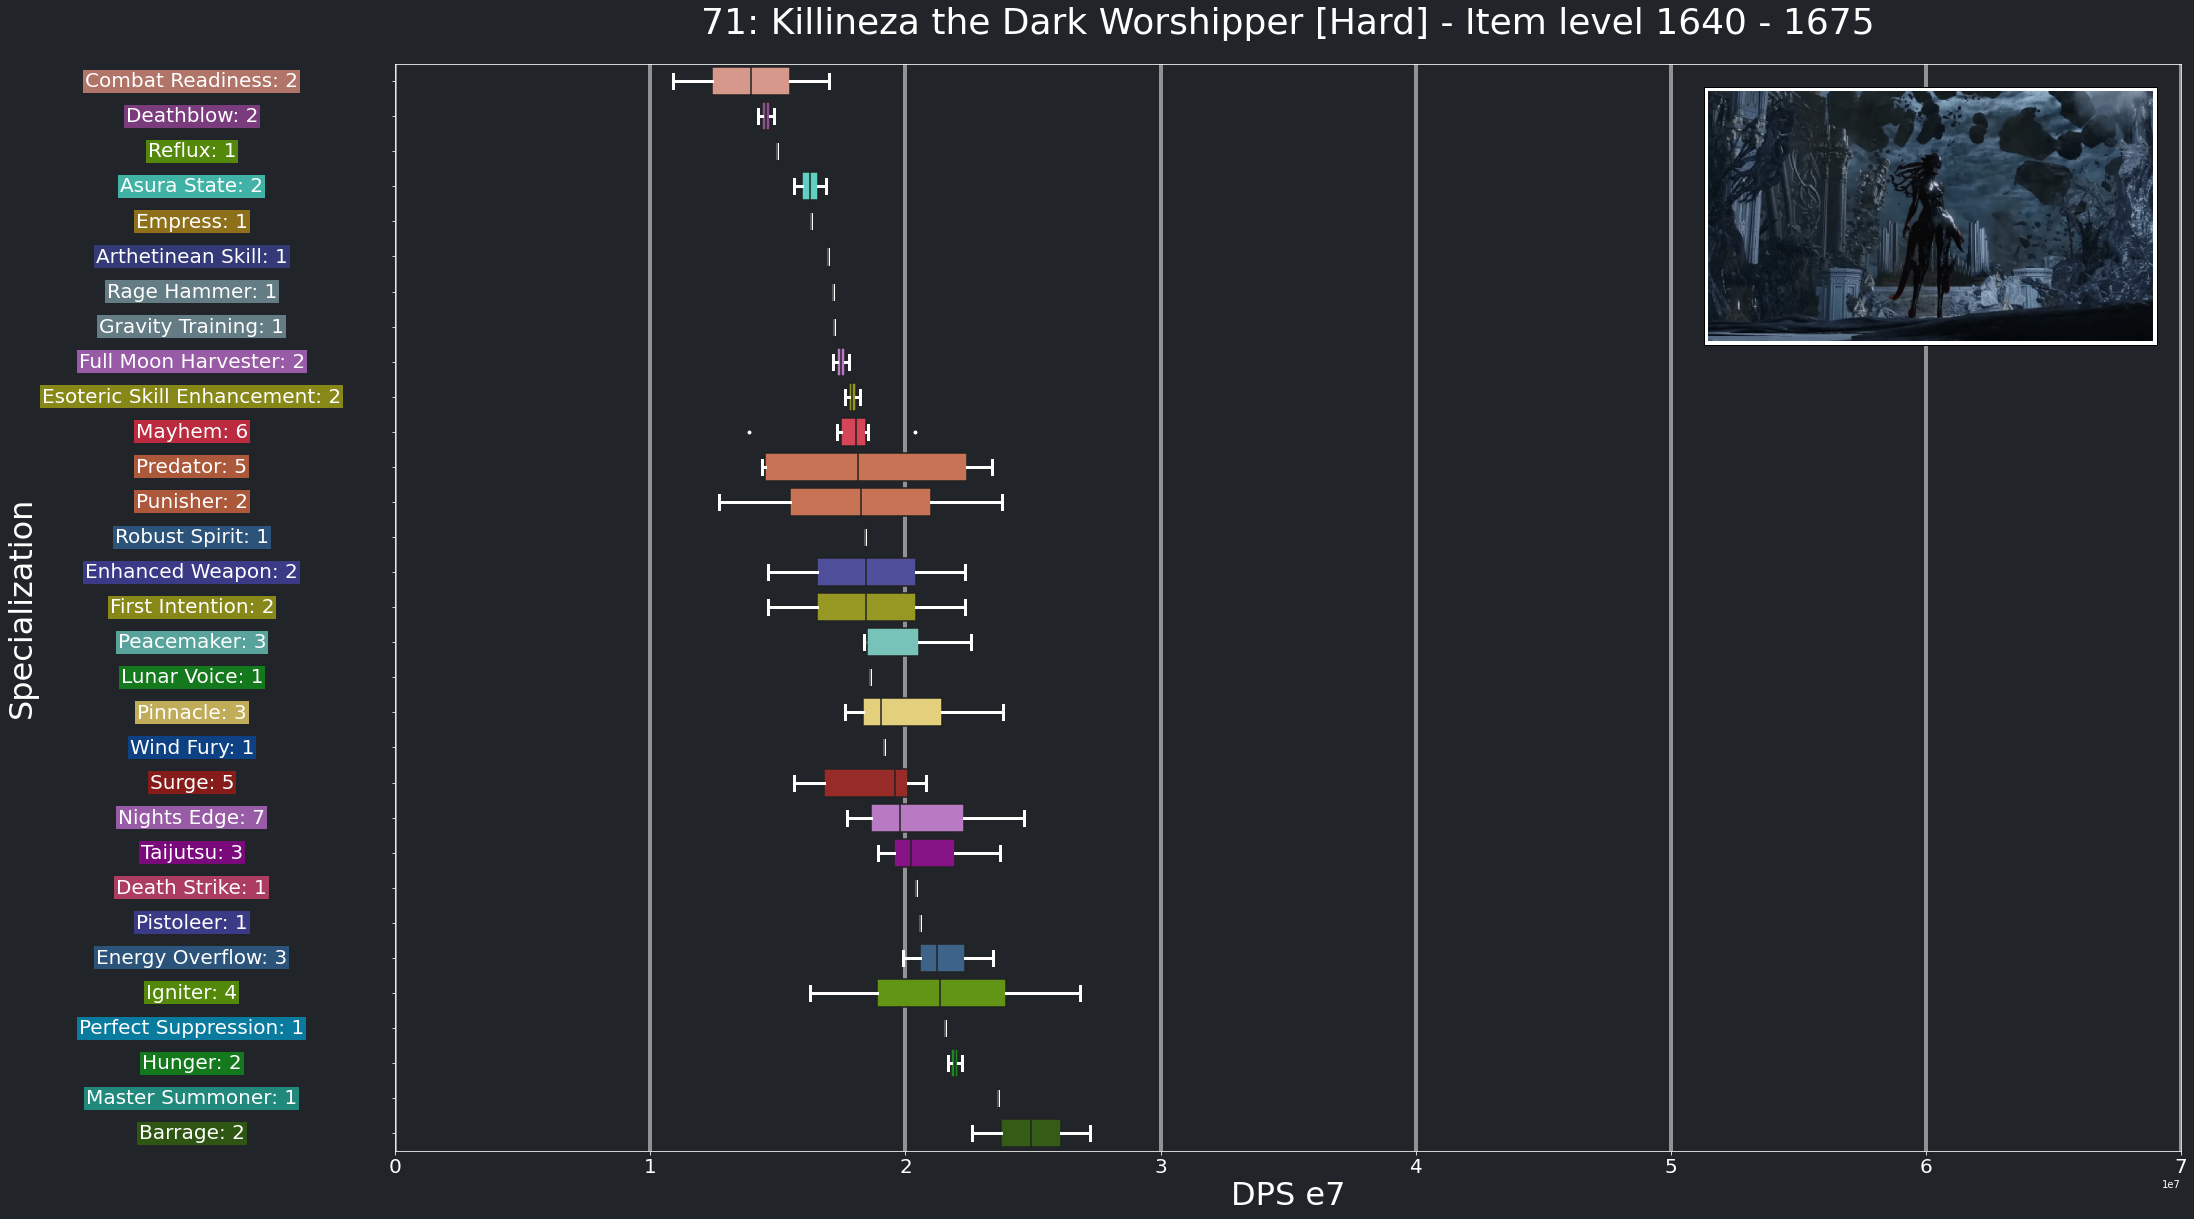 71: Killineza the Dark Worshipper [Hard] - Item level 1640 - 1675
Specialization
Combat Readiness: 2
Deathblow: 2
Reflux: 1
Asura State: 2
Empress: 1
Arthetinean Skill: 1
Rage Hammer: 1
Gravity Training: 1
Full Moon Harvester: 2
Esoteric Skill Enhancement: 2
Mayhem: 6
Predator: 5
Punisher: 2
Robust Spirit: 1
Enhanced Weapon: 2
First Intention: 2
Peacemaker: 3
Lunar Voice: 1
Pinnacle: 3
Wind Fury: 1
Surge: 5
Nights Edge: 7
Taijutsu: 3
Death Strike: 1
Pistoleer: 1
Energy Overflow: 3
Igniter: 4
Perfect Suppression: 1
Hunger: 2
Master Summoner: 1
Barrage: 2
0 1 2 3 4 5 6 7
1e7
DPS e7